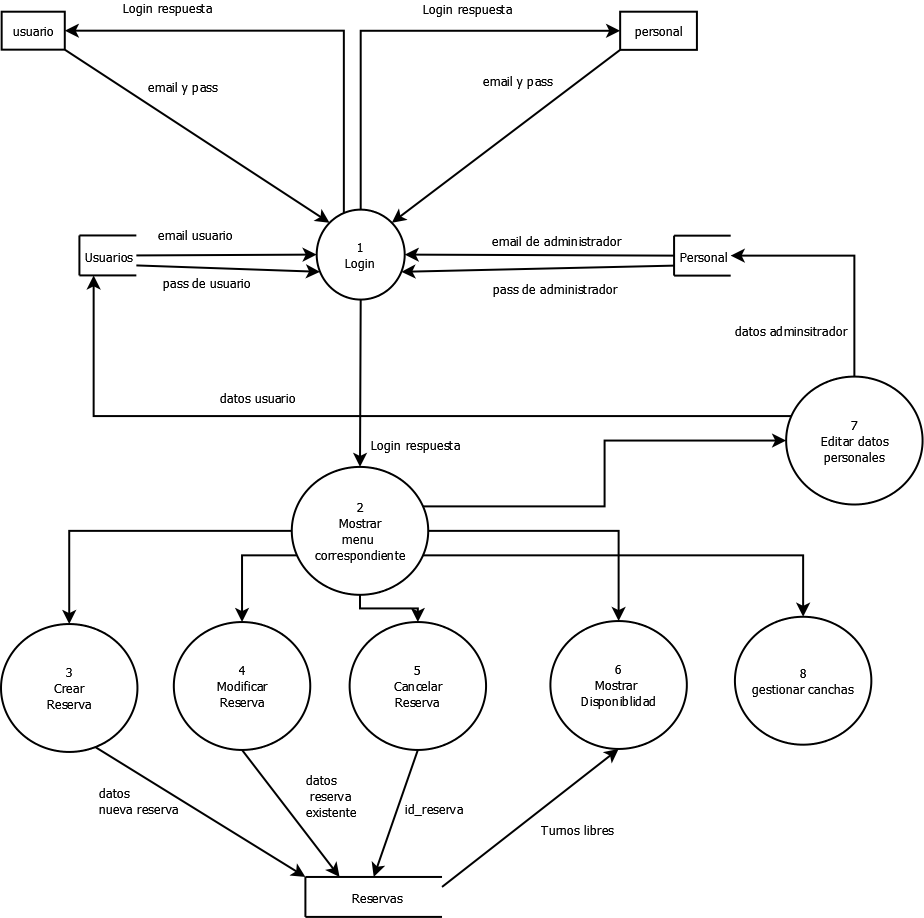 Login respuesta
Login respuesta
usuario
personal
email y pass
email y pass
email usuario
1
Login
email de administrador
Usuarios
Personal
pass de usuario
pass de administrador
datos adminsitrador
datos usuario
7
Editar datos
personales
Login respuesta
2
Mostrar
menu
correspondiente
3
Crear
Reserva
4
Modificar
Reserva
5
Cancelar
Reserva
6
Mostrar
Disponiblidad
8
gestionar canchas
datos
nueva reserva
datos
reserva
existente
id_reserva
Turnos libres
Reservas